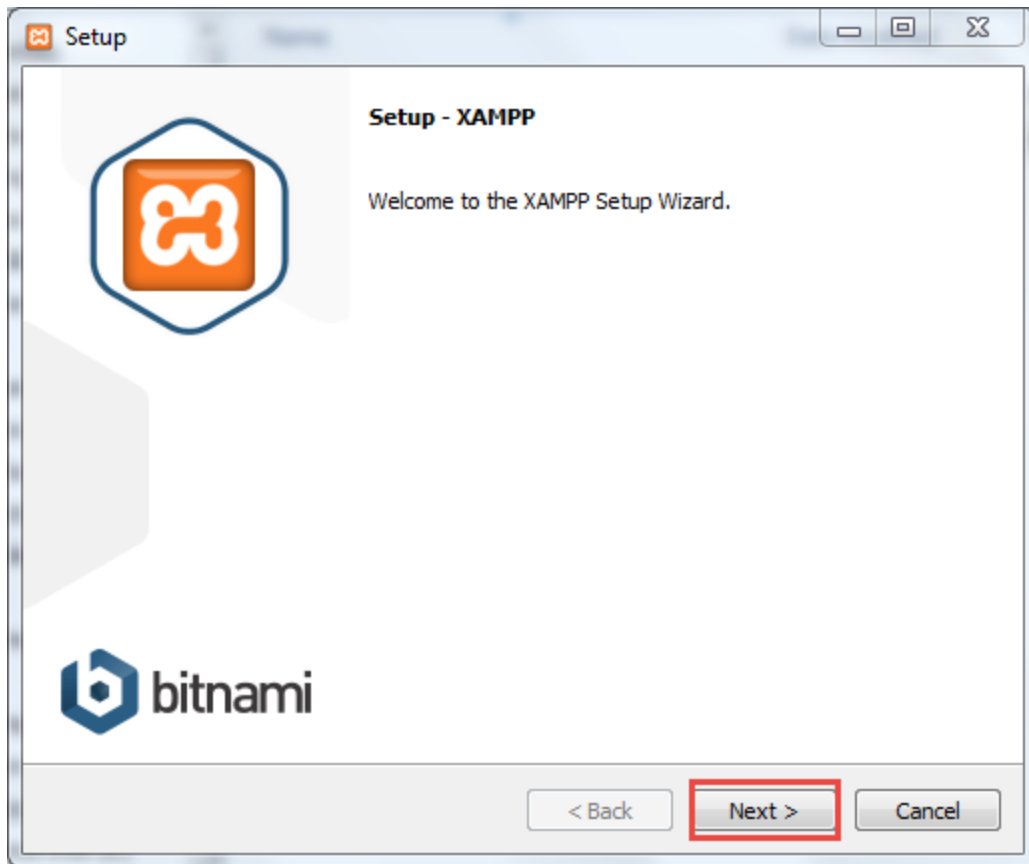 Setup
Setup - XAMPP
Welcome to the XAMPP Setup Wizard.
bitnami
< Back
Next >
Cancel